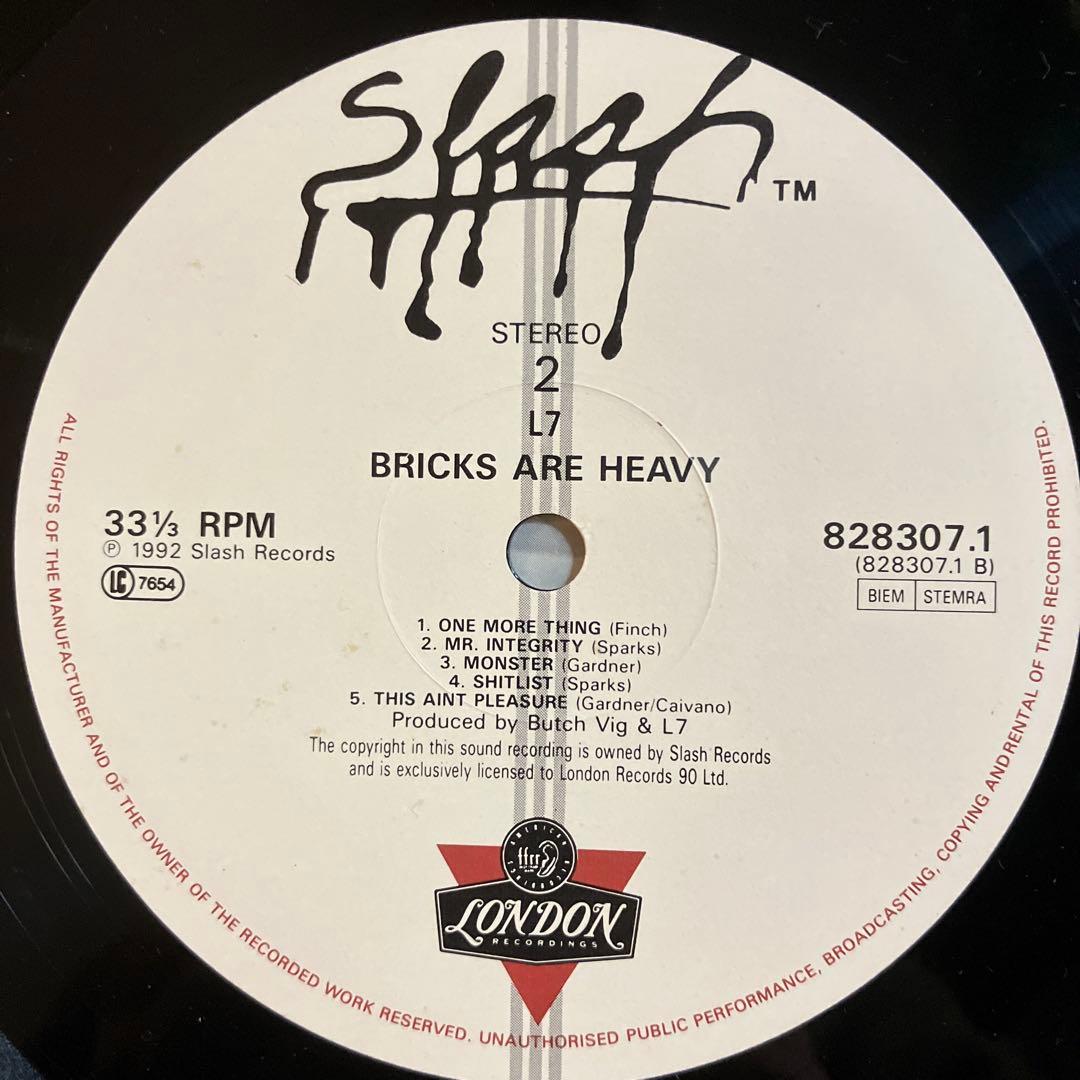 Slash TM
STEREO
2
L7
BRICKS ARE HEAVY
33⅓ RPM
℗ 1992 Slash Records
LC 7654
828307.1
(828307.1 B)
BIEM STEMRA
1. ONE MORE THING (Finch)
2. MR. INTEGRITY (Sparks)
3. MONSTER (Gardner)
4. SHITLIST (Sparks)
5. THIS AINT PLEASURE (Gardner/Caivano)
Produced by Butch Vig & L7
The copyright in this sound recording is owned by Slash Records
and is exclusively licensed to London Records 90 Ltd.
ffrr
LONDON
RECORDINGS
ALL RIGHTS OF THE MANUFACTURER AND OF THE OWNER OF THE RECORDED WORK RESERVED. UNAUTHORISED PUBLIC PERFORMANCE, BROADCASTING, COPYING ANDRENTAL OF THIS RECORD PROHIBITED.